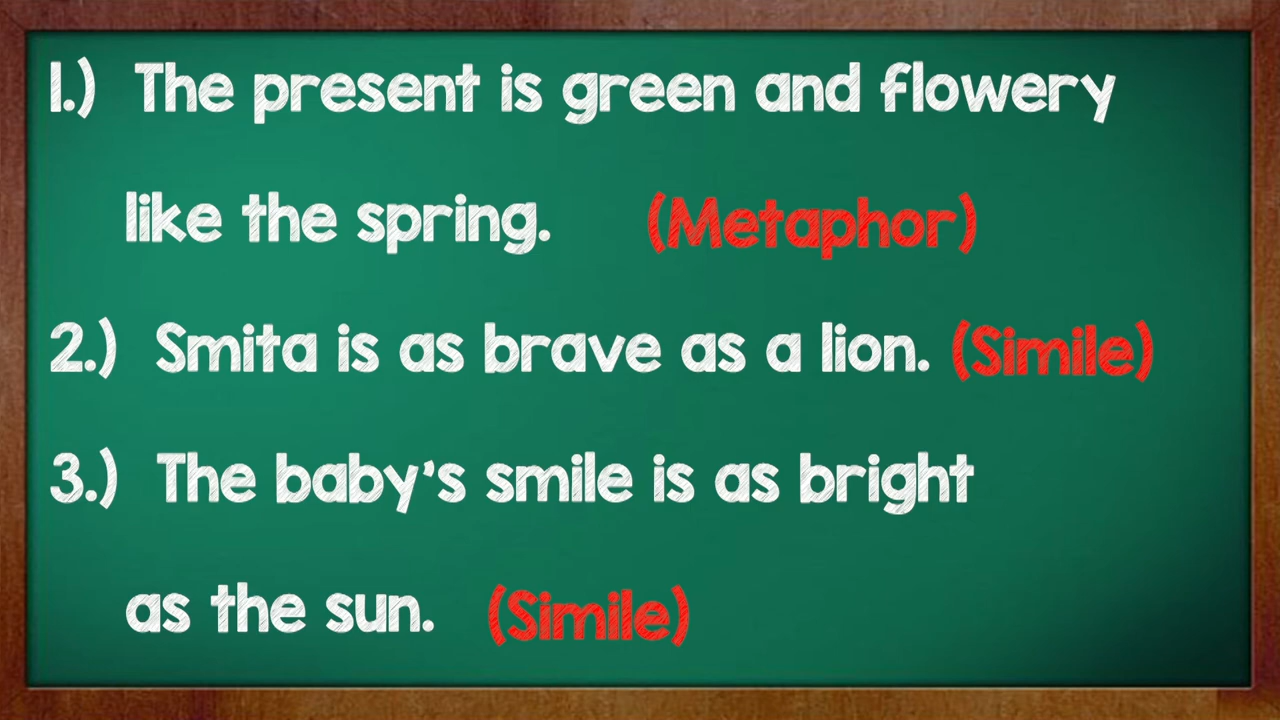 1.) The present is green and flowery
like the spring. (Metaphor)
2.) Smita is as brave as a lion. (Simile)
3.) The baby's smile is as bright
as the sun. (Simile)